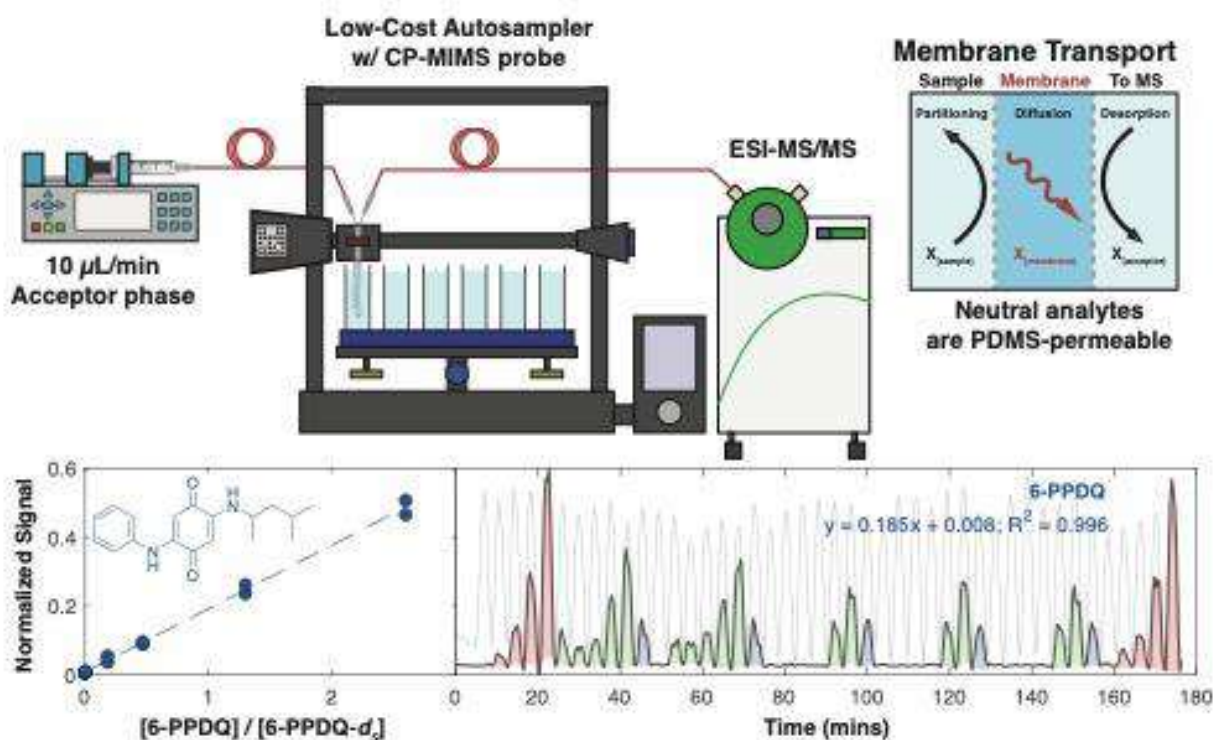 Low-Cost Autosampler
w/ CP-MIMS probe
Membrane Transport
Sample Membrane To MS
Partitioning Diffusion Desorption
X(sample) X(membrane) X(acceptor)
Neutral analytes
are PDMS-permeable
ESI-MS/MS
10 µL/min
Acceptor phase
Normalized Signal
0.6
0.4
0.2
0
0 1 2
[6-PPDQ] / [6-PPDQ-d5]
O
H
N
N
H
O
6-PPDQ
y = 0.185x + 0.008; R² = 0.996
0 20 40 60 80 100 120 140 160 180
Time (mins)